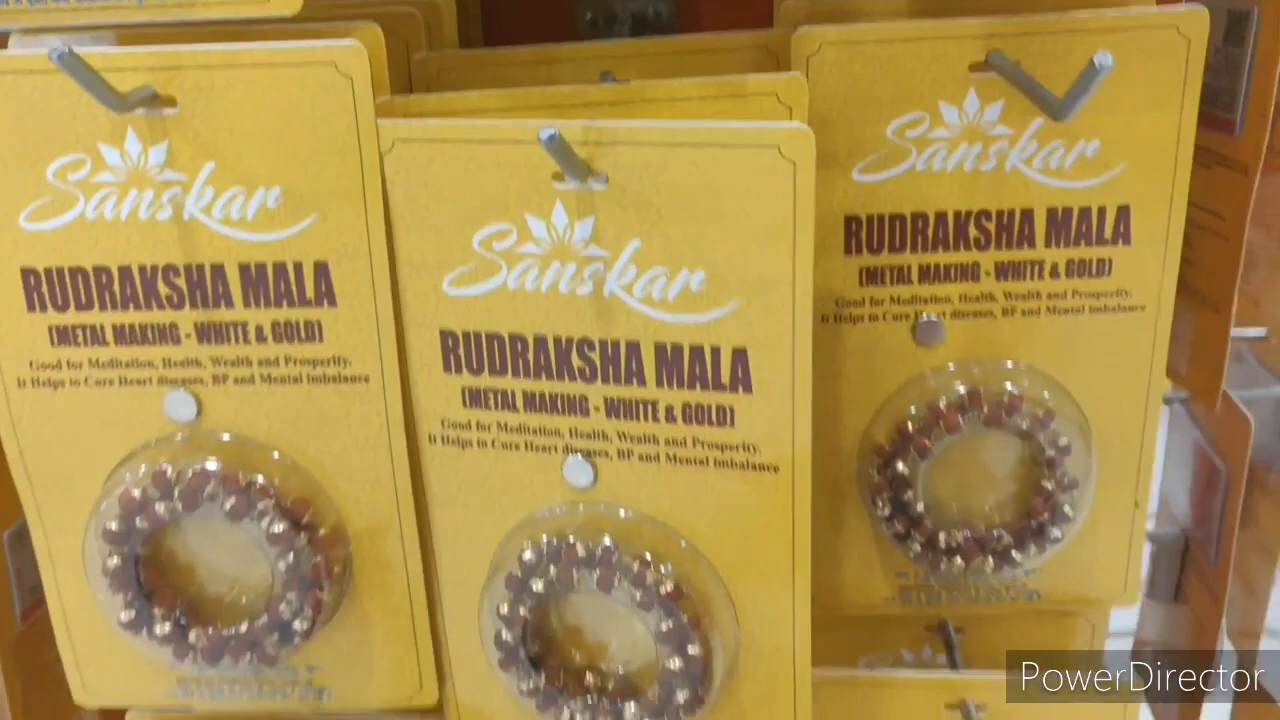 Sanskar
RUDRAKSHA MALA
(METAL MAKING - WHITE & GOLD)
Good for Meditation, Health, Wealth and Prosperity.
It Helps to Cure Heart diseases, BP and Mental Imbalance
Sanskar
RUDRAKSHA MALA
(METAL MAKING - WHITE & GOLD)
Good for Meditation, Health, Wealth and Prosperity.
It Helps to Cure Heart diseases, BP and Mental Imbalance
Sanskar
RUDRAKSHA MALA
(METAL MAKING - WHITE & GOLD)
Good for Meditation, Health, Wealth and Prosperity.
It Helps to Cure Heart diseases, BP and Mental Imbalance
PowerDirector